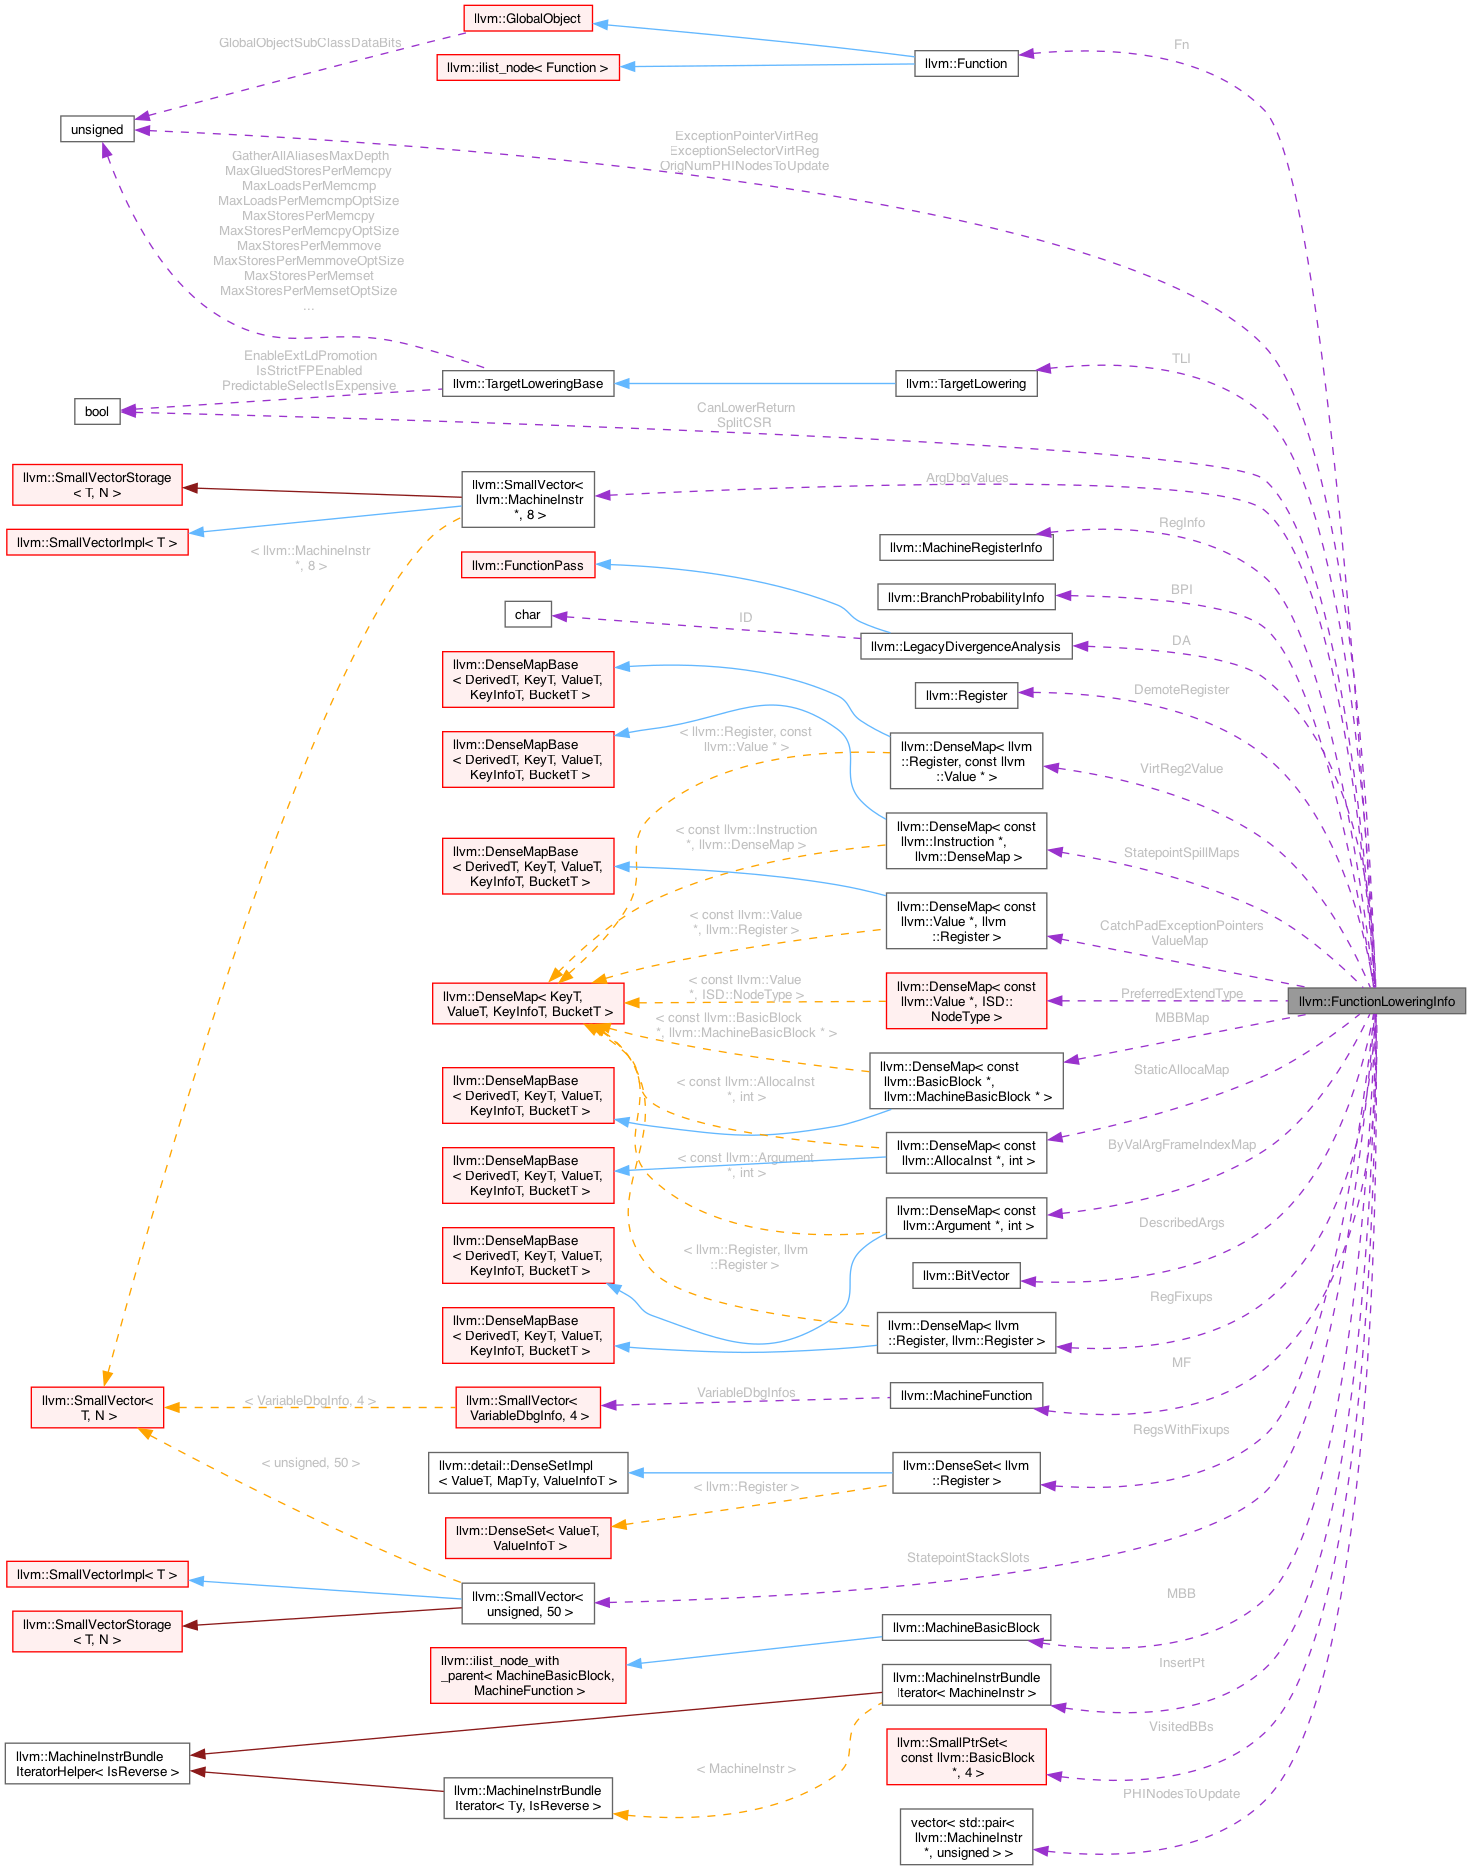 llvm::GlobalObject
GlobalObjectSubClassDataBits
Fn
llvm::ilist_node< Function >
llvm::Function
unsigned
ExceptionPointerVirtReg
ExceptionSelectorVirtReg
OrigNumPHINodesToUpdate
GatherAllAliasesMaxDepth
MaxGluedStoresPerMemcpy
MaxLoadsPerMemcmp
MaxLoadsPerMemcmpOptSize
MaxStoresPerMemcpy
MaxStoresPerMemcpyOptSize
MaxStoresPerMemmove
MaxStoresPerMemmoveOptSize
MaxStoresPerMemset
MaxStoresPerMemsetOptSize
...
EnableExtLdPromotion
IsStrictFPEnabled
PredictableSelectIsExpensive
llvm::TargetLoweringBase
llvm::TargetLowering
TLI
bool
CanLowerReturn
SplitCSR
llvm::SmallVectorStorage
< T, N >
llvm::SmallVector<
llvm::MachineInstr
*, 8 >
ArgDbgValues
llvm::SmallVectorImpl< T >
< llvm::MachineInstr
*, 8 >
RegInfo
llvm::MachineRegisterInfo
llvm::FunctionPass
BPI
llvm::BranchProbabilityInfo
char
ID
DA
llvm::LegacyDivergenceAnalysis
llvm::DenseMapBase
< DerivedT, KeyT, ValueT,
KeyInfoT, BucketT >
DemoteRegister
llvm::Register
llvm::DenseMapBase
< DerivedT, KeyT, ValueT,
KeyInfoT, BucketT >
< llvm::Register, const
llvm::Value * >
llvm::DenseMap< llvm
::Register, const llvm
::Value * >
VirtReg2Value
llvm::DenseMapBase
< DerivedT, KeyT, ValueT,
KeyInfoT, BucketT >
< const llvm::Instruction
*, llvm::DenseMap >
llvm::DenseMap< const
llvm::Instruction *,
llvm::DenseMap >
StatepointSpillMaps
< const llvm::Value
*, llvm::Register >
llvm::DenseMap< const
llvm::Value *, llvm
::Register >
CatchPadExceptionPointers
ValueMap
llvm::DenseMap< KeyT,
ValueT, KeyInfoT, BucketT >
< const llvm::Value
*, ISD::NodeType >
llvm::DenseMap< const
llvm::Value *, ISD::
NodeType >
PreferredExtendType
llvm::FunctionLoweringInfo
< const llvm::BasicBlock
*, llvm::MachineBasicBlock * >
MBBMap
llvm::DenseMap< const
llvm::BasicBlock *,
llvm::MachineBasicBlock * >
llvm::DenseMapBase
< DerivedT, KeyT, ValueT,
KeyInfoT, BucketT >
< const llvm::AllocaInst
*, int >
StaticAllocaMap
llvm::DenseMap< const
llvm::AllocaInst *, int >
llvm::DenseMapBase
< DerivedT, KeyT, ValueT,
KeyInfoT, BucketT >
< const llvm::Argument
*, int >
ByValArgFrameIndexMap
llvm::DenseMap< const
llvm::Argument *, int >
llvm::DenseMapBase
< DerivedT, KeyT, ValueT,
KeyInfoT, BucketT >
< llvm::Register, llvm
::Register >
DescribedArgs
llvm::BitVector
RegFixups
llvm::DenseMapBase
< DerivedT, KeyT, ValueT,
KeyInfoT, BucketT >
llvm::DenseMap< llvm
::Register, llvm::Register >
MF
llvm::SmallVector<
T, N >
< VariableDbgInfo, 4 >
llvm::SmallVector<
VariableDbgInfo, 4 >
VariableDbgInfos
llvm::MachineFunction
RegsWithFixups
< unsigned, 50 >
llvm::detail::DenseSetImpl
< ValueT, MapTy, ValueInfoT >
< llvm::Register >
llvm::DenseSet< llvm
::Register >
llvm::DenseSet< ValueT,
ValueInfoT >
StatepointStackSlots
llvm::SmallVectorImpl< T >
llvm::SmallVector<
unsigned, 50 >
MBB
llvm::SmallVectorStorage
< T, N >
llvm::MachineBasicBlock
llvm::ilist_node_with
_parent< MachineBasicBlock,
MachineFunction >
InsertPt
llvm::MachineInstrBundle
Iterator< MachineInstr >
llvm::MachineInstrBundle
IteratorHelper< IsReverse >
VisitedBBs
llvm::SmallPtrSet<
const llvm::BasicBlock
*, 4 >
< MachineInstr >
llvm::MachineInstrBundle
Iterator< Ty, IsReverse >
PHINodesToUpdate
vector< std::pair<
llvm::MachineInstr
*, unsigned > >